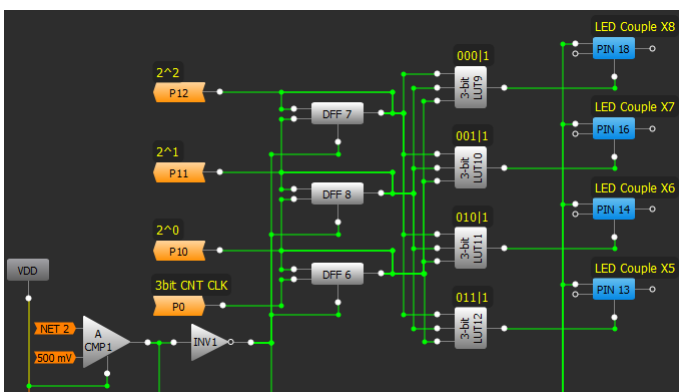 LED Couple X8
000|1
PIN 18
2^2
P12
3-bit LUT9
DFF 7
LED Couple X7
001|1
PIN 16
2^1
P11
3-bit LUT10
DFF 8
LED Couple X6
010|1
PIN 14
2^0
P10
3-bit LUT11
VDD
DFF 6
LED Couple X5
3bit CNT CLK
011|1
PIN 13
P0
3-bit LUT12
NET 2
A
CMP1
INV1
500 mV